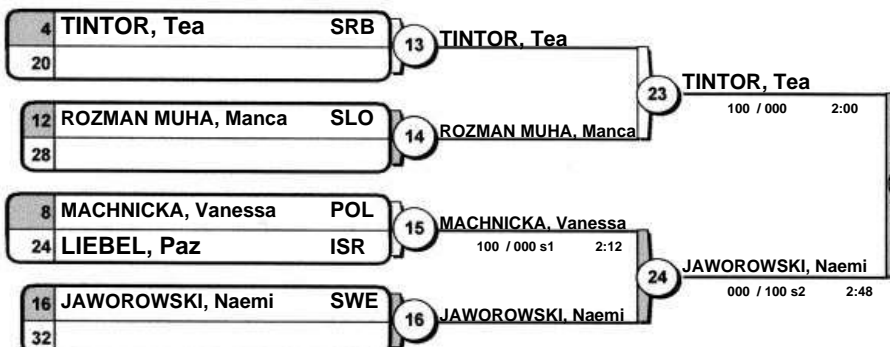 4 TINTOR, Tea SRB
20
13 TINTOR, Tea
12 ROZMAN MUHA, Manca SLO
28
14 ROZMAN MUHA, Manca
23 TINTOR, Tea
100 / 000 2:00
8 MACHNICKA, Vanessa POL
24 LIEBEL, Paz ISR
15 MACHNICKA, Vanessa
100 / 000 s1 2:12
16 JAWOROWSKI, Naemi SWE
32
16 JAWOROWSKI, Naemi
24 JAWOROWSKI, Naemi
000 / 100 s2 2:48